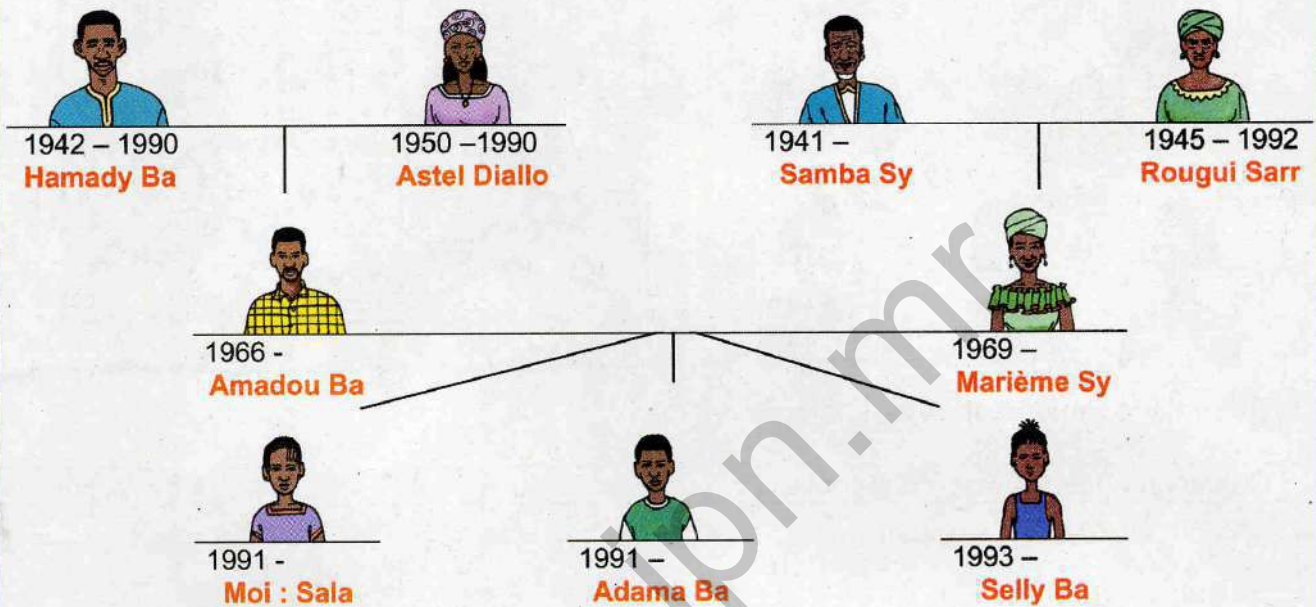 1942 – 1990 1950 –1990 1941 – 1945 – 1992
Hamady Ba Astel Diallo Samba Sy Rougui Sarr
1966 - 1969 –
Amadou Ba Marième Sy
1991 - 1991 – 1993 –
Moi : Sala Adama Ba Selly Ba